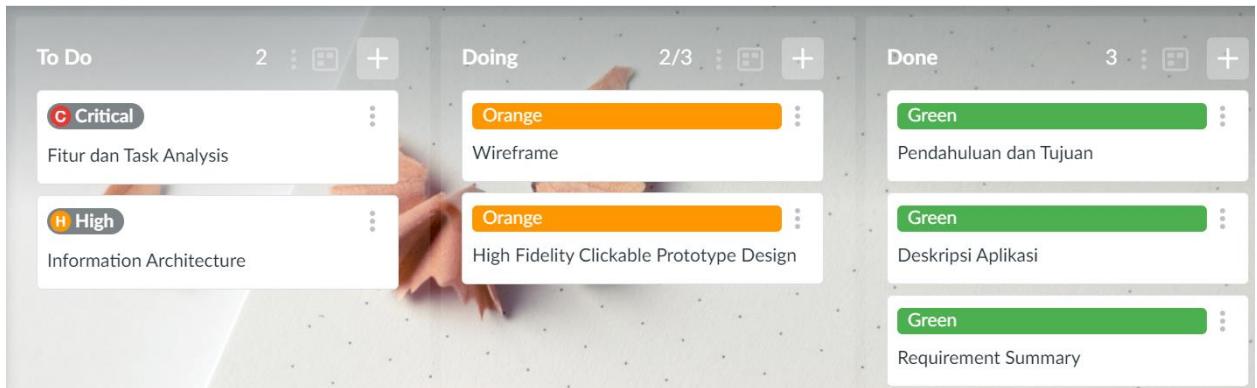 To Do 2
C Critical
Fitur dan Task Analysis
H High
Information Architecture
Doing 2/3
Orange
Wireframe
Orange
High Fidelity Clickable Prototype Design
Done 3
Green
Pendahuluan dan Tujuan
Green
Deskripsi Aplikasi
Green
Requirement Summary